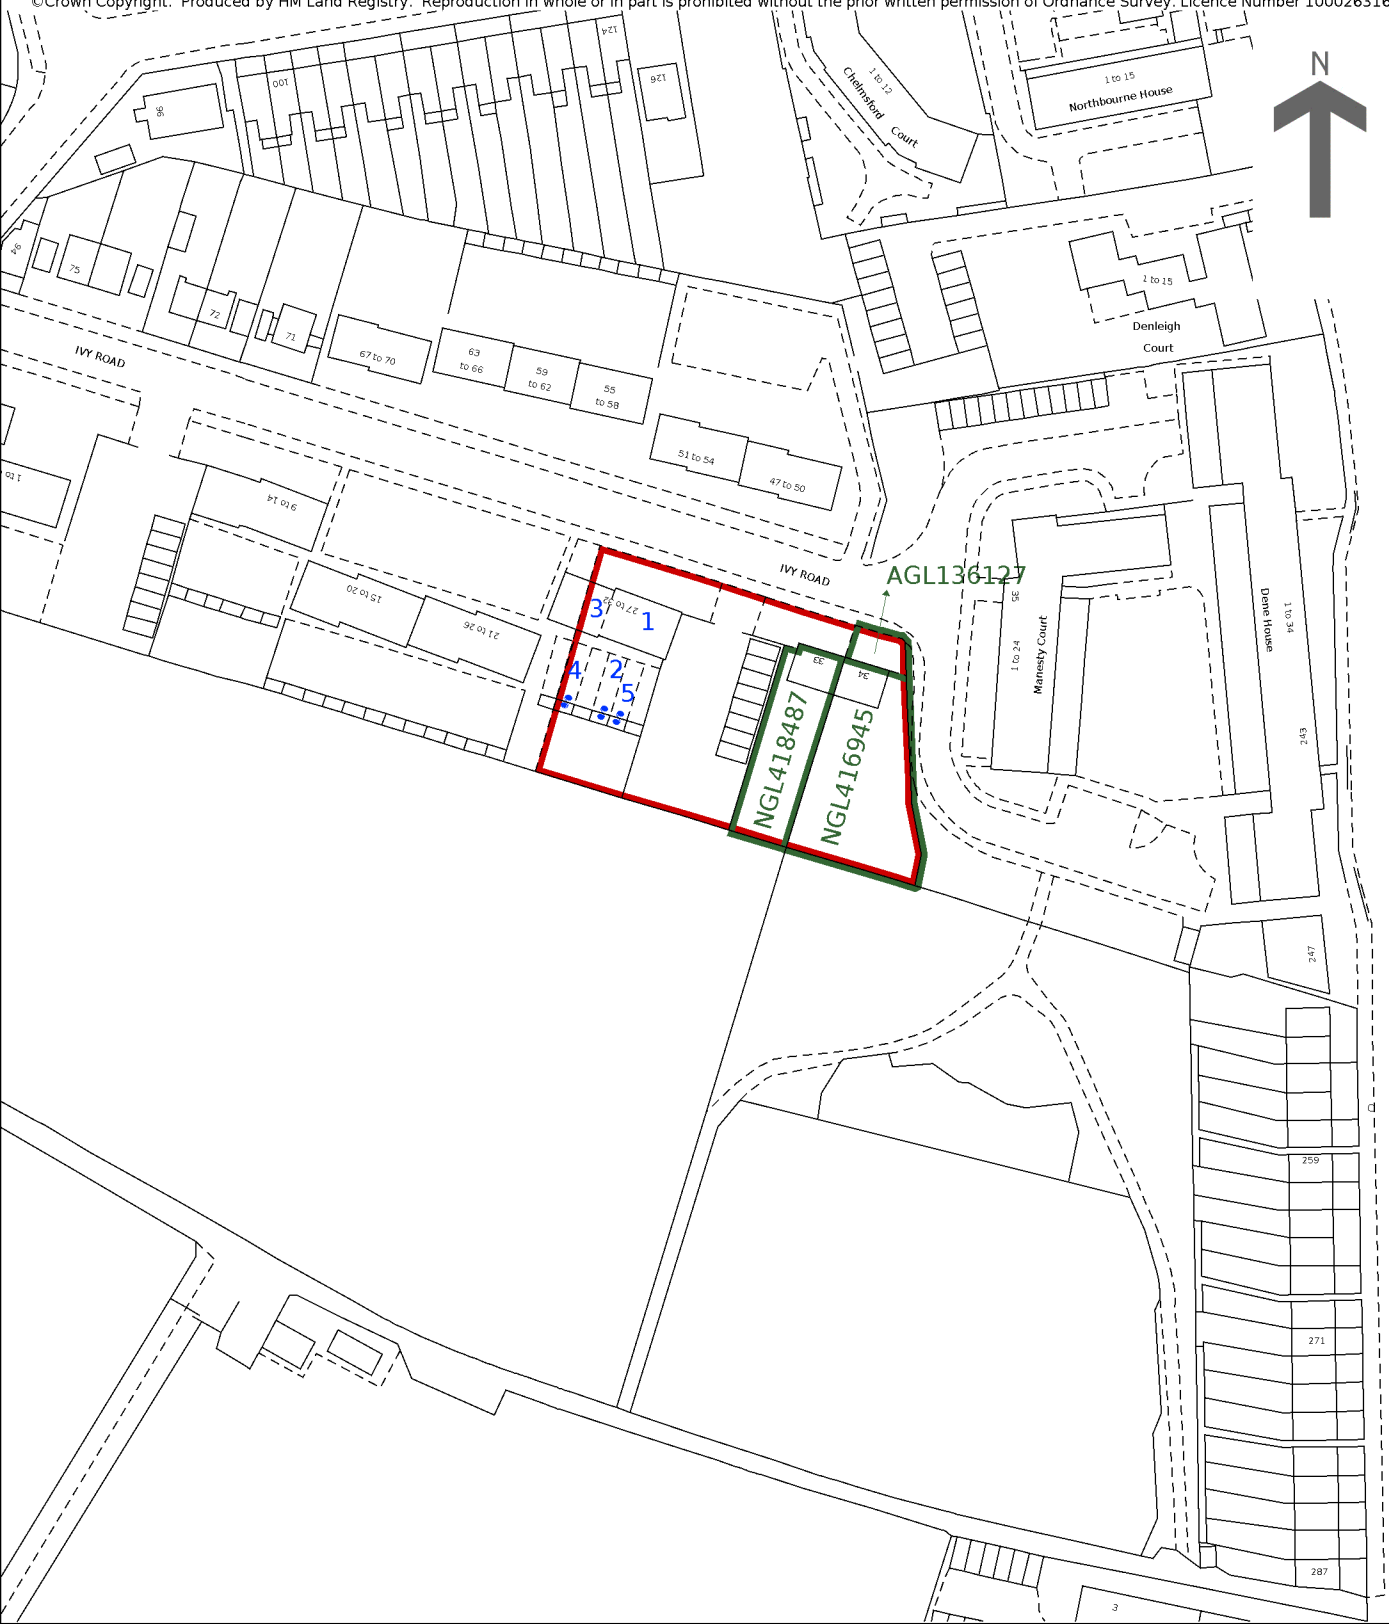 ©Crown Copyright. Produced by HM Land Registry. Reproduction in whole or in part is prohibited without the prior written permission of Ordnance Survey. Licence Number 100026316
N
124
126
100
96
1 to 12
Chelmsford
Court
1 to 15
Northbourne House
94
75
72
71
67 to 70
63
to 66
59
to 62
55
to 58
1 to 15
Denleigh
Court
IVY ROAD
51 to 54
47 to 50
9 to 14
15 to 20
21 to 26
27 to 32
IVY ROAD
AGL136127
3
1
4
2
5
33
34
NGL418487
NGL416945
35
1 to 24
Manesty Court
Dene House
1 to 34
243
247
259
271
287
3